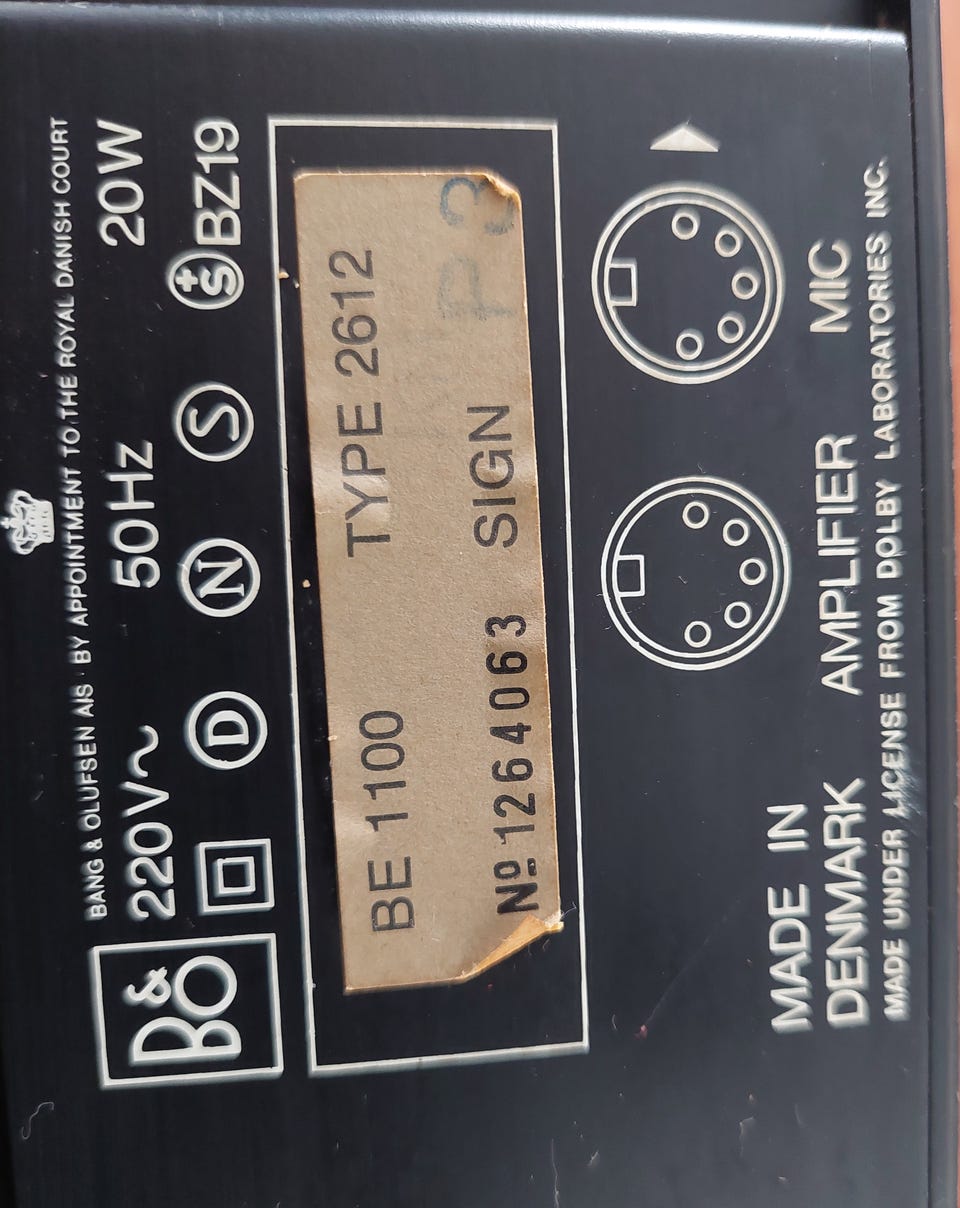 BANG & OLUFSEN A/S · BY APPOINTMENT TO THE ROYAL DANISH COURT
B&O 220V~ 50Hz 20W
D N S S BZ19
BE 1100 TYPE 2612
Nº 1264063 SIGN P3
MADE IN
DENMARK AMPLIFIER MIC
MADE UNDER LICENSE FROM DOLBY LABORATORIES INC.